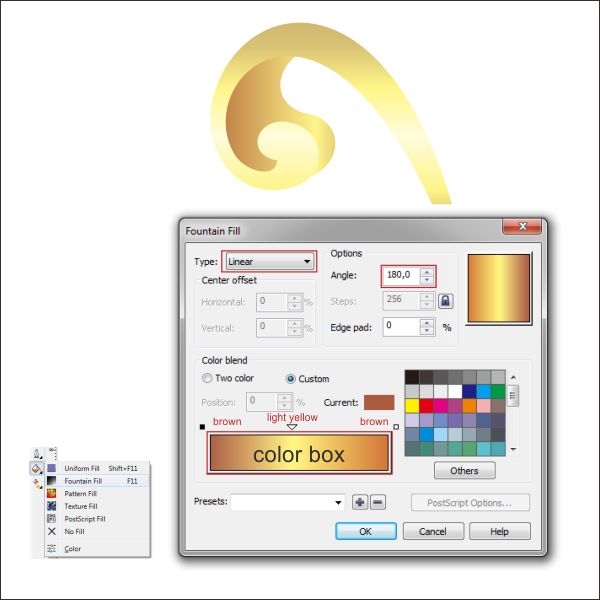 Fountain Fill
Type: Linear
Options
Angle: 180,0
Center offset
Horizontal: 0 %
Steps: 256
Vertical: 0 %
Edge pad: 0 %
Color blend
Two color Custom
Position: 0 % Current:
brown light yellow brown
color box
Others
Presets: PostScript Options...
OK Cancel Help
Uniform Fill Shift+F11
Fountain Fill F11
Pattern Fill
Texture Fill
PostScript Fill
No Fill
Color